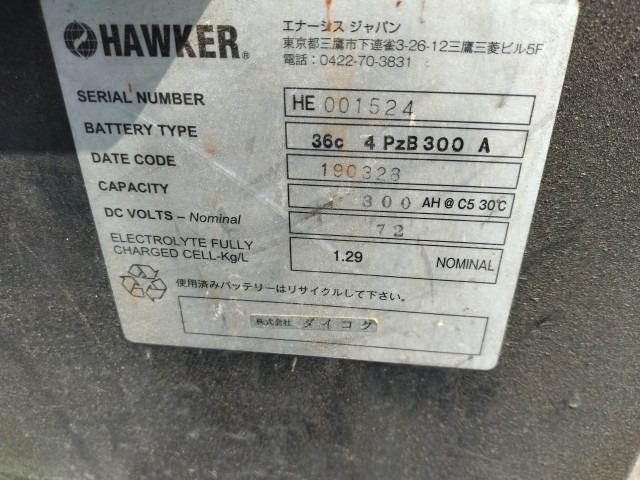 HAWKER®
エナーシス ジャパン
東京都三鷹市下連雀3-26-12三鷹三菱ビル5F
電話：0422-70-3831
SERIAL NUMBER HE 001524
BATTERY TYPE 36c 4 PzB 300 A
DATE CODE 190328
CAPACITY 300 AH @ C5 30℃
DC VOLTS – Nominal 72
ELECTROLYTE FULLY
CHARGED CELL-Kg/L 1.29 NOMINAL
使用済みバッテリーはリサイクルして下さい。
株式会社 ダイコク